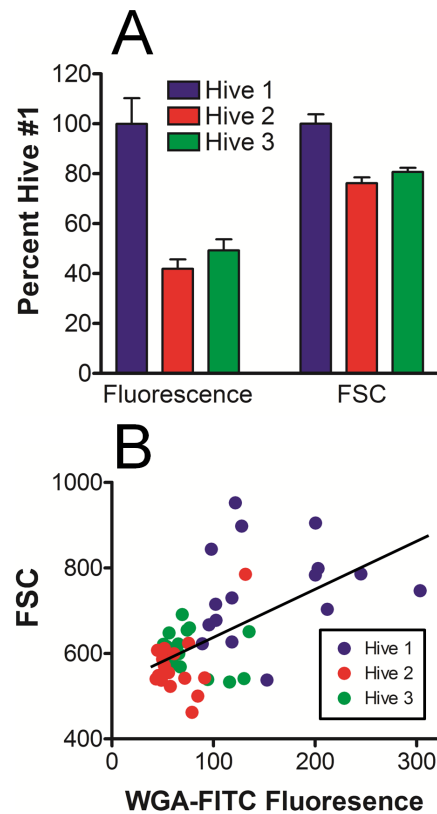 A
120
100
80
60
40
20
0
Percent Hive #1
Hive 1
Hive 2
Hive 3
Fluorescence FSC
B
1000
800
600
400
FSC
Hive 1
Hive 2
Hive 3
0 100 200 300
WGA-FITC Fluoresence